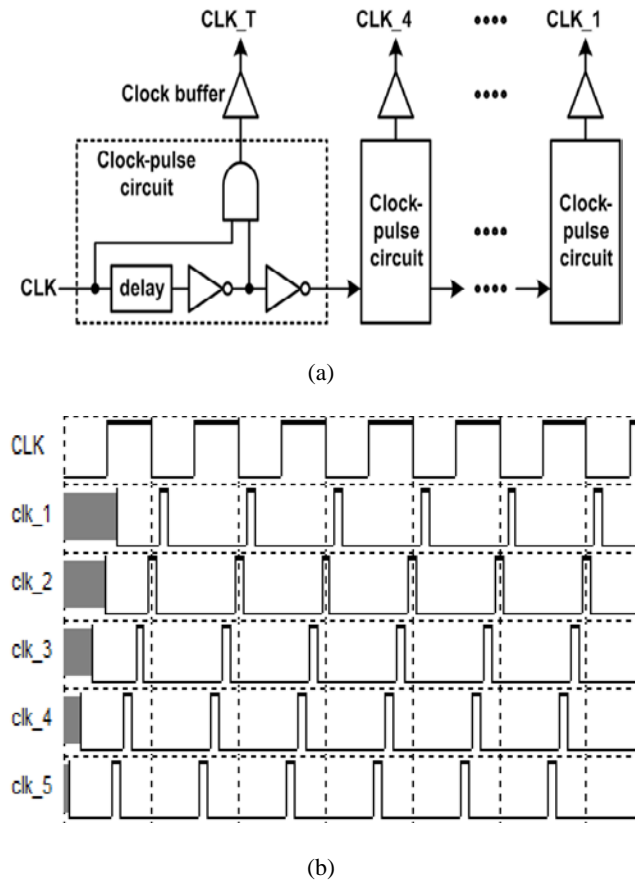 CLK_T CLK_4 CLK_1
Clock buffer
Clock-pulse
circuit
CLK delay
Clock-
pulse
circuit
Clock-
pulse
circuit
(a)
CLK
clk_1
clk_2
clk_3
clk_4
clk_5
(b)